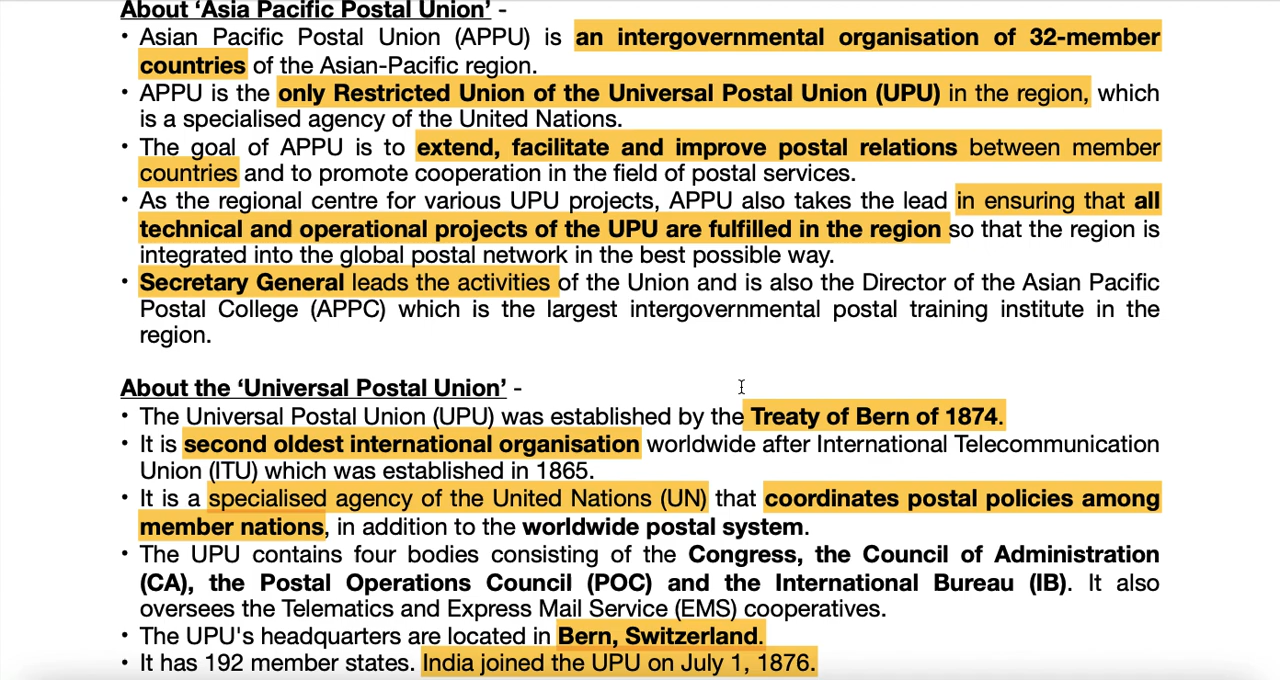 About ‘Asia Pacific Postal Union’ -
• Asian Pacific Postal Union (APPU) is an intergovernmental organisation of 32-member
countries of the Asian-Pacific region.
• APPU is the only Restricted Union of the Universal Postal Union (UPU) in the region, which
is a specialised agency of the United Nations.
• The goal of APPU is to extend, facilitate and improve postal relations between member
countries and to promote cooperation in the field of postal services.
• As the regional centre for various UPU projects, APPU also takes the lead in ensuring that all
technical and operational projects of the UPU are fulfilled in the region so that the region is
integrated into the global postal network in the best possible way.
• Secretary General leads the activities of the Union and is also the Director of the Asian Pacific
Postal College (APPC) which is the largest intergovernmental postal training institute in the
region.
About the ‘Universal Postal Union’ -
• The Universal Postal Union (UPU) was established by the Treaty of Bern of 1874.
• It is second oldest international organisation worldwide after International Telecommunication
Union (ITU) which was established in 1865.
• It is a specialised agency of the United Nations (UN) that coordinates postal policies among
member nations, in addition to the worldwide postal system.
• The UPU contains four bodies consisting of the Congress, the Council of Administration
(CA), the Postal Operations Council (POC) and the International Bureau (IB). It also
oversees the Telematics and Express Mail Service (EMS) cooperatives.
• The UPU's headquarters are located in Bern, Switzerland.
• It has 192 member states. India joined the UPU on July 1, 1876.